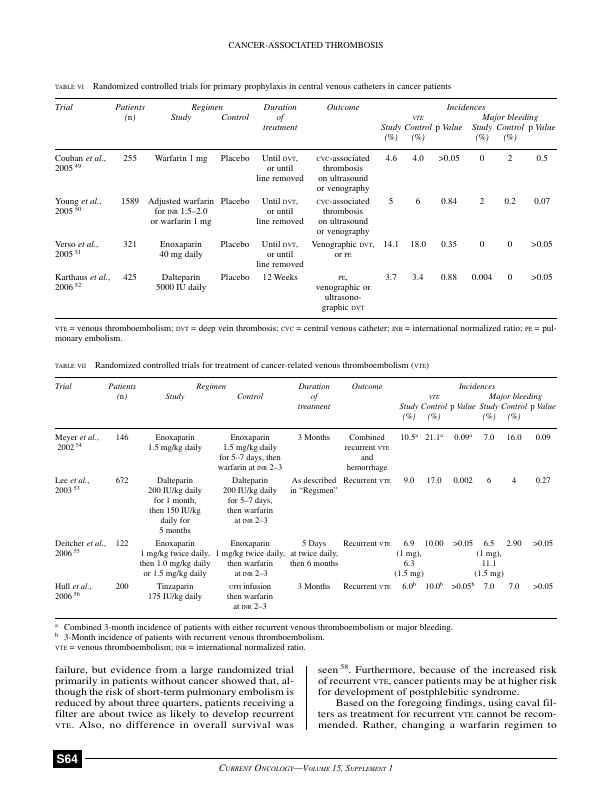 CANCER-ASSOCIATED THROMBOSIS
TABLE VI Randomized controlled trials for primary prophylaxis in central venous catheters in cancer patients
Trial Patients Regimen Duration Outcome Incidences
(n) Study Control of VTE Major bleeding
treatment Study Control p Value Study Control p Value
(%) (%) (%) (%)
Couban et al., 255 Warfarin 1 mg Placebo Until DVT, CVC-associated 4.6 4.0 >0.05 0 2 0.5
2005 49 or until thrombosis
line removed on ultrasound
or venography
Young et al., 1589 Adjusted warfarin Placebo Until DVT, CVC-associated 5 6 0.84 2 0.2 0.07
2005 50 for INR 1.5–2.0 or until thrombosis
or warfarin 1 mg line removed on ultrasound
or venography
Verso et al., 321 Enoxaparin Placebo Until DVT, Venographic DVT, 14.1 18.0 0.35 0 0 >0.05
2005 51 40 mg daily or until or PE
line removed
Karthaus et al., 425 Dalteparin Placebo 12 Weeks PE, 3.7 3.4 0.88 0.004 0 >0.05
2006 52 5000 IU daily venographic or
ultrasono-
graphic DVT
VTE = venous thromboembolism; DVT = deep vein thrombosis; CVC = central venous catheter; INR = international normalized ratio; PE = pul-
monary embolism.
TABLE VII Randomized controlled trials for treatment of cancer-related venous thromboembolism (VTE)
Trial Patients Regimen Duration Outcome Incidences
(n) Study Control of VTE Major bleeding
treatment Study Control p Value Study Control p Value
(%) (%) (%) (%)
Meyer et al., 146 Enoxaparin Enoxaparin 3 Months Combined 10.5a 21.1a 0.09a 7.0 16.0 0.09
2002 54 1.5 mg/kg daily 1.5 mg/kg daily recurrent VTE
for 5–7 days, then and
warfarin at INR 2–3 hemorrhage
Lee et al., 672 Dalteparin Dalteparin As described Recurrent VTE 9.0 17.0 0.002 6 4 0.27
2003 53 200 IU/kg daily 200 IU/kg daily in “Regimen”
for 1 month, for 5–7 days,
then 150 IU/kg then warfarin
daily for at INR 2–3
5 months
Deitcher et al., 122 Enoxaparin Enoxaparin 5 Days Recurrent VTE 6.9 10.00 >0.05 6.5 2.90 >0.05
2006 55 1 mg/kg twice daily, 1 mg/kg twice daily, at twice daily, (1 mg), (1 mg),
then 1.0 mg/kg daily then warfarin then 6 months 6.3 11.1
or 1.5 mg/kg daily at INR 2–3 (1.5 mg) (1.5 mg)
Hull et al., 200 Tinzaparin UFH infusion 3 Months Recurrent VTE 6.0b 10.0b >0.05b 7.0 7.0 >0.05
2006 56 175 IU/kg daily then warfarin
at INR 2–3
a Combined 3-month incidence of patients with either recurrent venous thromboembolism or major bleeding.
b 3-Month incidence of patients with recurrent venous thromboembolism.
VTE = venous thromboembolism; INR = international normalized ratio.
failure, but evidence from a large randomized trial
primarily in patients without cancer showed that, al-
though the risk of short-term pulmonary embolism is
reduced by about three quarters, patients receiving a
filter are about twice as likely to develop recurrent
VTE. Also, no difference in overall survival was
seen 58. Furthermore, because of the increased risk
of recurrent VTE, cancer patients may be at higher risk
for development of postphlebitic syndrome.
Based on the foregoing findings, using caval fil-
ters as treatment for recurrent VTE cannot be recom-
mended. Rather, changing a warfarin regimen to
S64
CURRENT ONCOLOGY—VOLUME 15, SUPPLEMENT 1